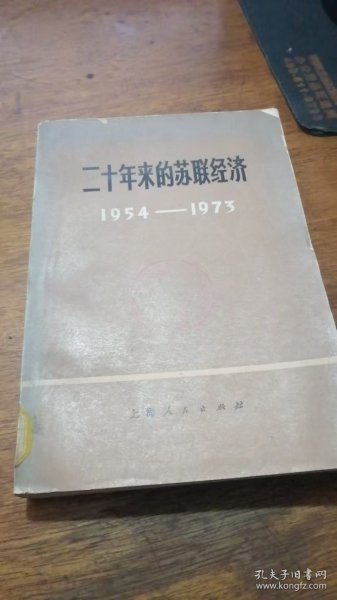 二十年来的苏联经济
1954——1973
上海人民出版社
孔夫子旧书网
www.kongfz.com